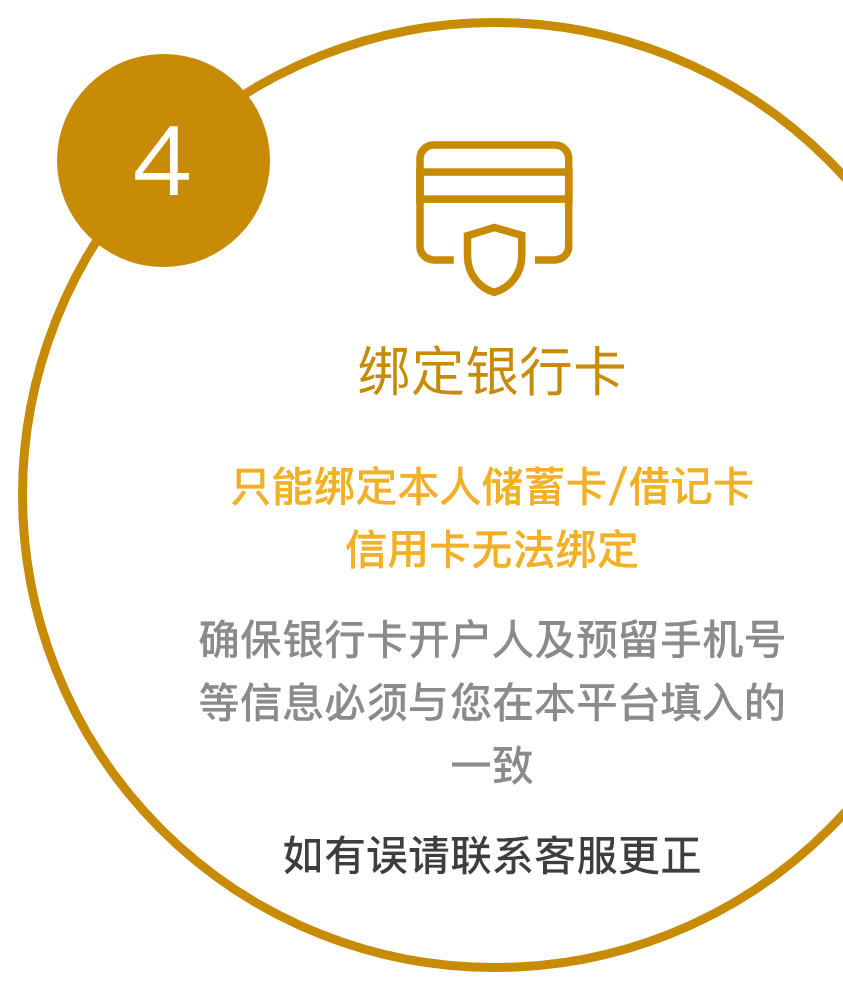 4
绑定银行卡
只能绑定本人储蓄卡/借记卡
信用卡无法绑定
确保银行卡开户人及预留手机号
等信息必须与您在本平台填入的
一致
如有误请联系客服更正